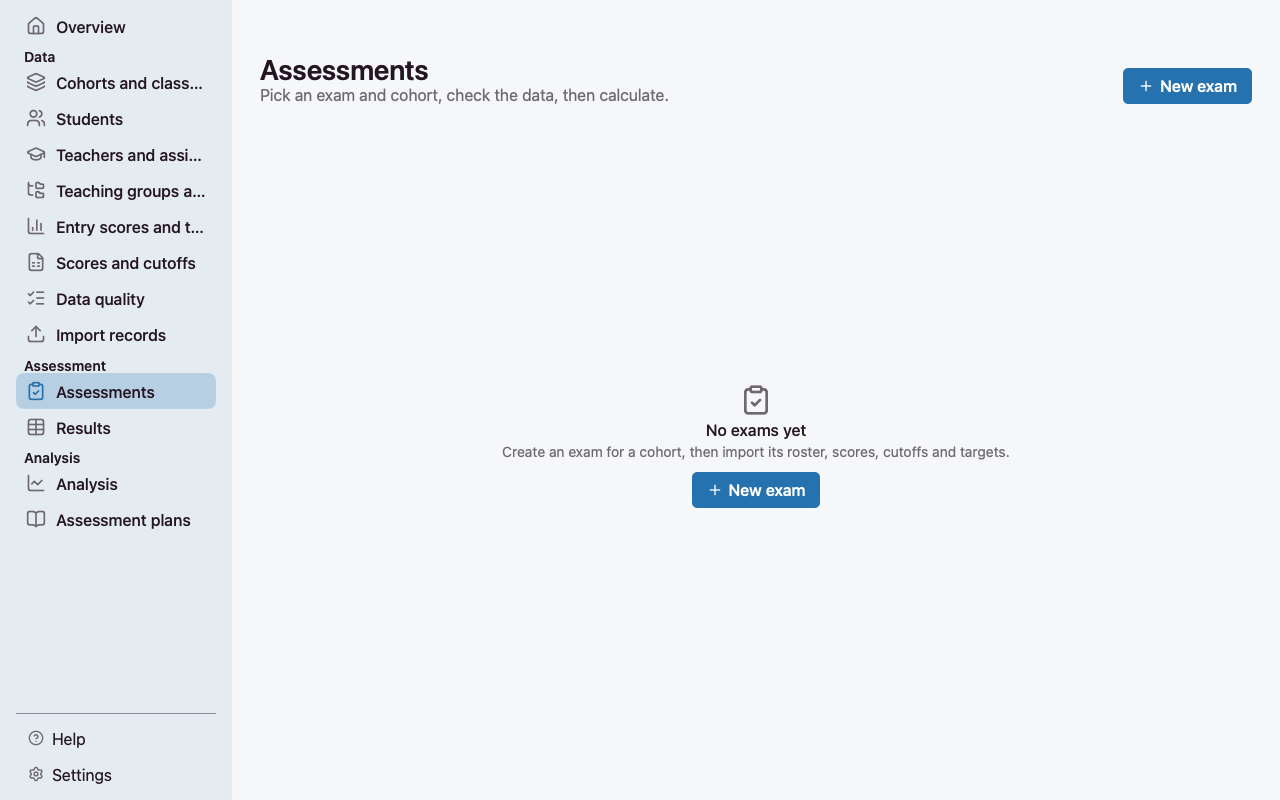 Overview
Data
Cohorts and class...
Students
Teachers and assi...
Teaching groups a...
Entry scores and t...
Scores and cutoffs
Data quality
Import records
Assessment
Assessments
Results
Analysis
Analysis
Assessment plans
Help
Settings
Assessments
Pick an exam and cohort, check the data, then calculate.
New exam
No exams yet
Create an exam for a cohort, then import its roster, scores, cutoffs and targets.
New exam